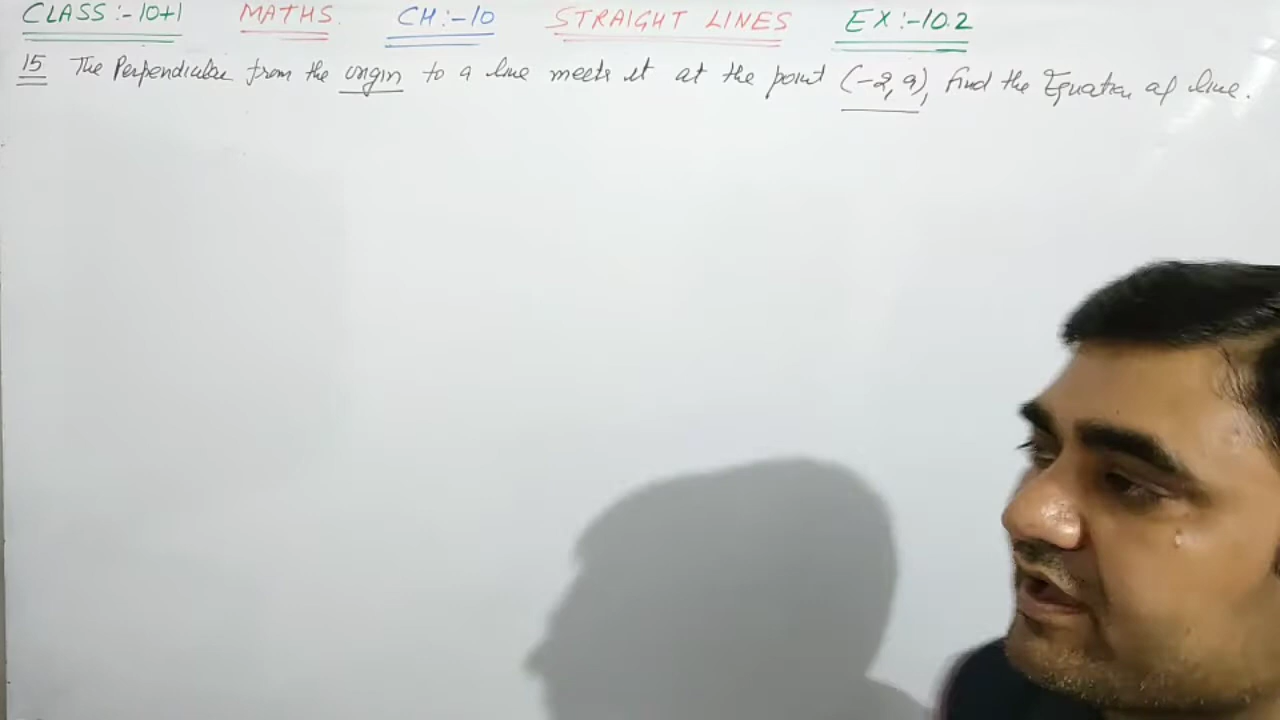 CLASS :- 10+1 MATHS. CH:-10 STRAIGHT LINES EX:-10.2
15 The Perpendicular from the origin to a line meets it at the point (-2, 9), find the Equation of line.